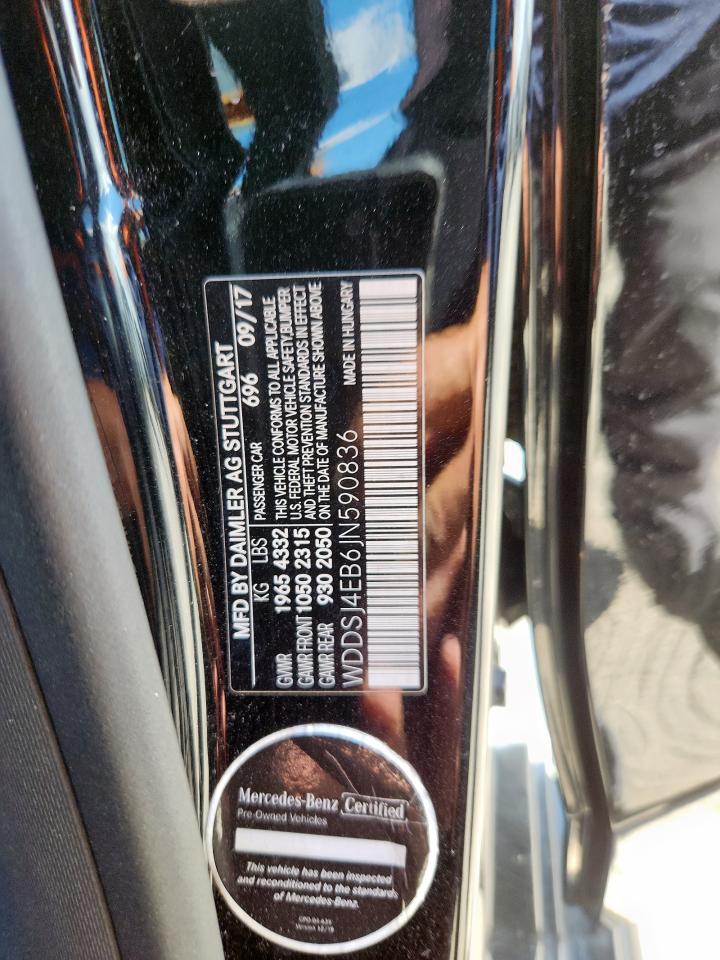 MFD BY DAIMLER AG STUTTGART
696 09/17
KG LBS PASSENGER CAR
GVWR 1965 4332 THIS VEHICLE CONFORMS TO ALL APPLICABLE
GAWR FRONT 1050 2315 U.S. FEDERAL MOTOR VEHICLE SAFETY, BUMPER
AND THEFT PREVENTION STANDARDS IN EFFECT
GAWR REAR 930 2050 ON THE DATE OF MANUFACTURE SHOWN ABOVE
WDDSJ4EB6JN590836 MADE IN HUNGARY
Mercedes-Benz Certified
Pre-Owned Vehicles
This vehicle has been inspected
and reconditioned to the standards
of Mercedes-Benz.
Version 12/18